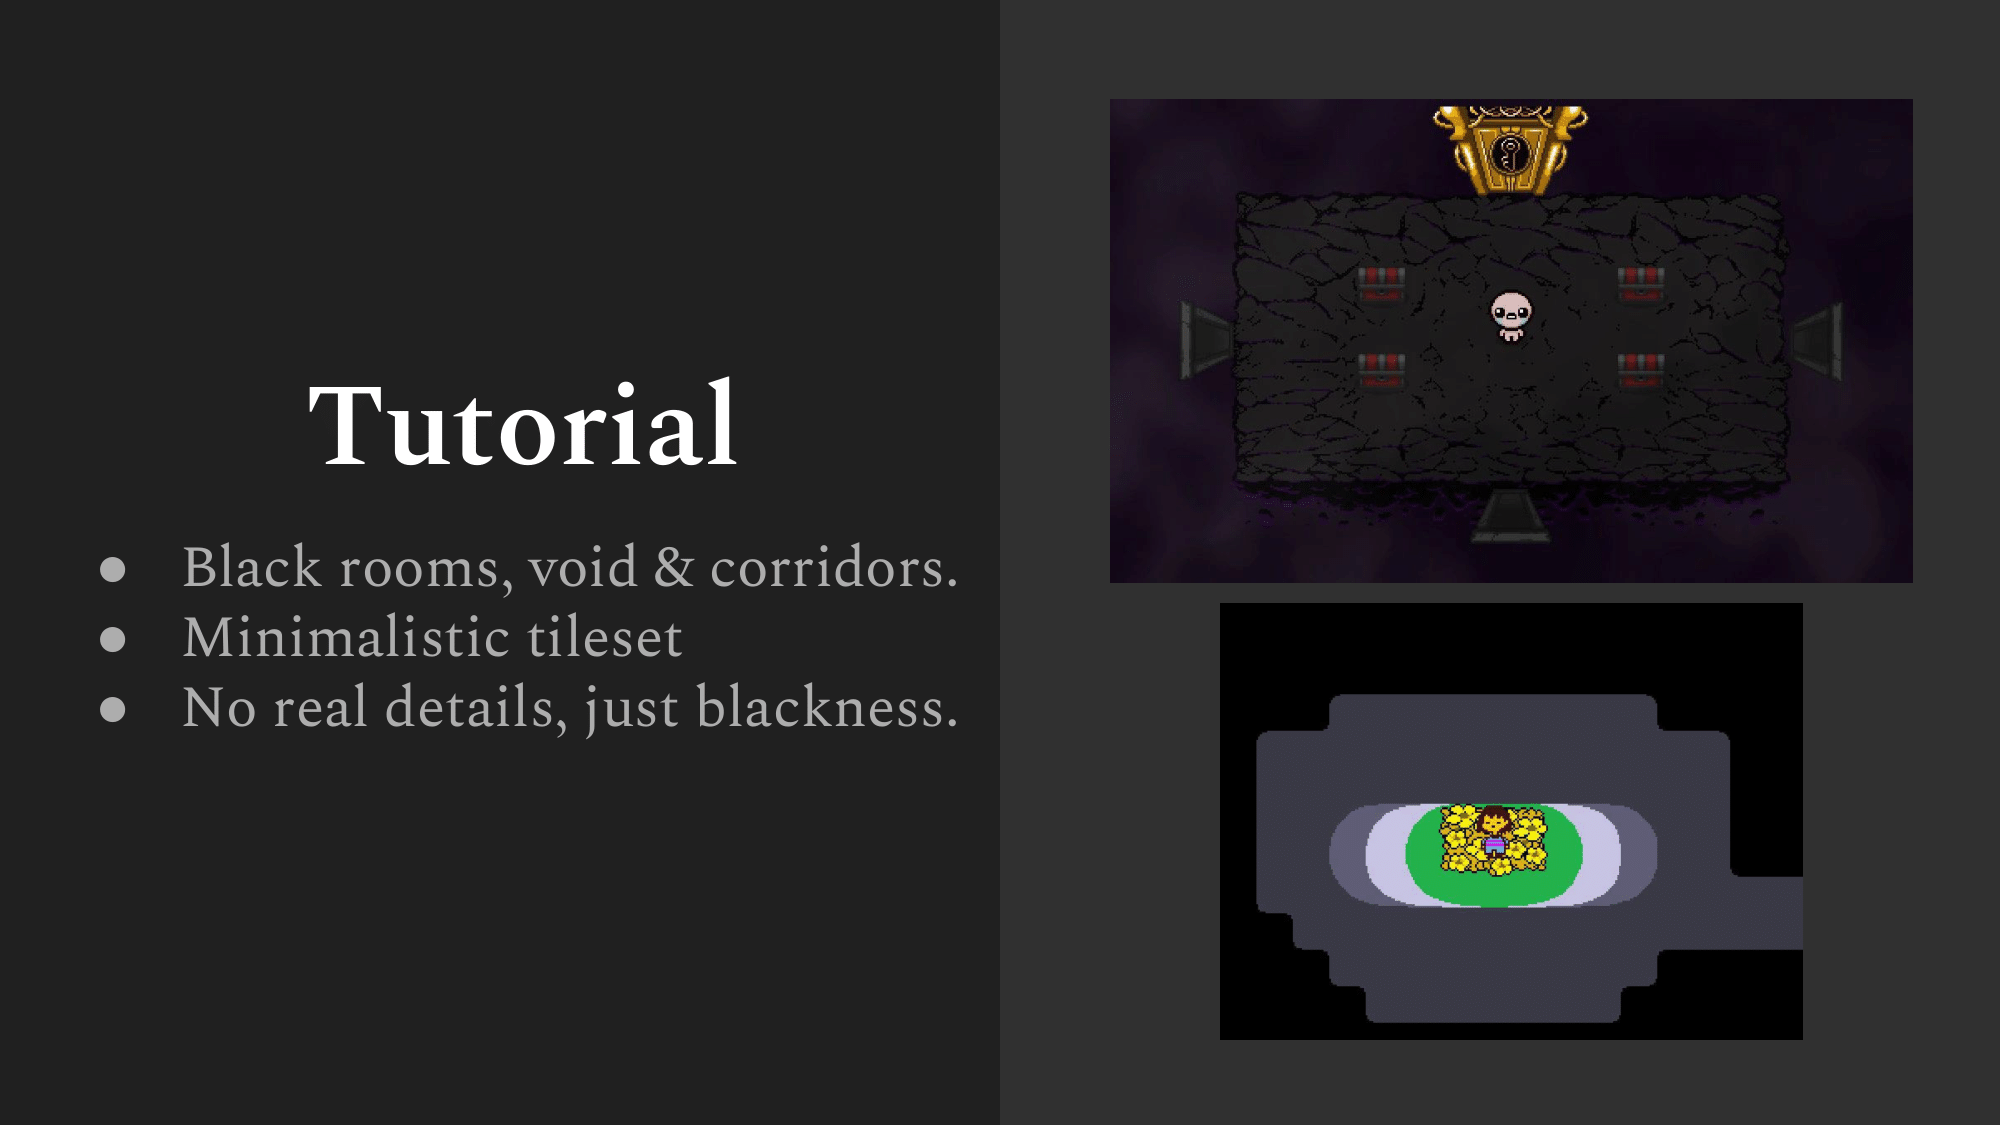 Tutorial
● Black rooms, void & corridors.
● Minimalistic tileset
● No real details, just blackness.